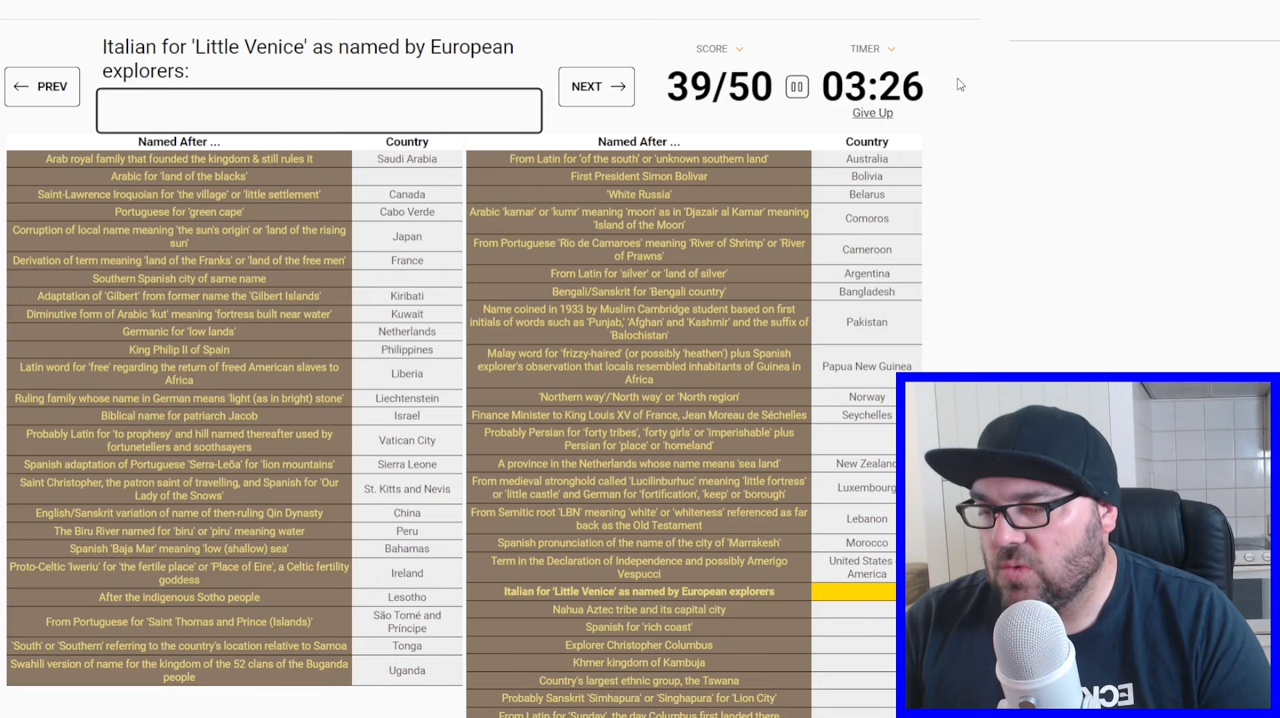 Italian for 'Little Venice' as named by European
explorers:
← PREV
NEXT →
SCORE
39/50
TIMER
03:26
Give Up
Named After ... Country
Arab royal family that founded the kingdom & still rules it Saudi Arabia
Arabic for 'land of the blacks'
Saint-Lawrence Iroquoian for 'the village' or 'little settlement' Canada
Portuguese for 'green cape' Cabo Verde
Corruption of local name meaning 'the sun's origin' or 'land of the rising
sun' Japan
Derivation of term meaning 'land of the Franks' or 'land of the free men' France
Southern Spanish city of same name
Adaptation of 'Gilbert' from former name the 'Gilbert Islands' Kiribati
Diminutive form of Arabic 'kut' meaning 'fortress built near water' Kuwait
Germanic for 'low lands' Netherlands
King Philip II of Spain Philippines
Latin word for 'free' regarding the return of freed American slaves to
Africa Liberia
Ruling family whose name in German means 'light (as in bright) stone' Liechtenstein
Biblical name for patriarch Jacob Israel
Probably Latin for 'to prophesy' and hill named thereafter used by
fortunetellers and soothsayers Vatican City
Spanish adaptation of Portuguese 'Serra-Leõa' for 'lion mountains' Sierra Leone
Saint Christopher, the patron saint of travelling, and Spanish for 'Our
Lady of the Snows' St. Kitts and Nevis
English/Sanskrit variation of name of then-ruling Qin Dynasty China
The Biru River named for 'biru' or 'piru' meaning water Peru
Spanish 'Baja Mar' meaning 'low (shallow) sea' Bahamas
Proto-Celtic 'Iweriu' for 'the fertile place' or 'Place of Eire', a Celtic fertility
goddess Ireland
After the indigenous Sotho people Lesotho
From Portuguese for 'Saint Thomas and Prince (Islands)' São Tomé and
Príncipe
'South' or 'Southern' referring to the country's location relative to Samoa Tonga
Swahili version of name for the kingdom of the 52 clans of the Buganda
people Uganda
Named After ... Country
From Latin for 'of the south' or 'unknown southern land' Australia
First President Simon Bolivar Bolivia
'White Russia' Belarus
Arabic 'kamar' or 'kumr' meaning 'moon' as in 'Djazair al Kamar' meaning
'Island of the Moon' Comoros
From Portuguese 'Rio de Camaroes' meaning 'River of Shrimp' or 'River
of Prawns' Cameroon
From Latin for 'silver' or 'land of silver' Argentina
Bengali/Sanskrit for 'Bengali country' Bangladesh
Name coined in 1933 by Muslim Cambridge student based on first
initials of words such as 'Punjab,' 'Afghan' and 'Kashmir' and the suffix of
'Balochistan' Pakistan
Malay word for 'frizzy-haired' (or possibly 'heathen') plus Spanish
explorer's observation that locals resembled inhabitants of Guinea in
Africa Papua New Guinea
'Northern way'/'North way' or 'North region' Norway
Finance Minister to King Louis XV of France, Jean Moreau de Séchelles Seychelles
Probably Persian for 'forty tribes', 'forty girls' or 'imperishable' plus
Persian for 'place' or 'homeland'
A province in the Netherlands whose name means 'sea land' New Zealand
From medieval stronghold called 'Lucilinburhuc' meaning 'little fortress'
or 'little castle' and German for 'fortification', 'keep' or 'borough' Luxembourg
From Semitic root 'LBN' meaning 'white' or 'whiteness' referenced as far
back as the Old Testament Lebanon
Spanish pronunciation of the name of the city of 'Marrakesh' Morocco
Term in the Declaration of Independence and possibly Amerigo
Vespucci United States
America
Italian for 'Little Venice' as named by European explorers
Nahua Aztec tribe and its capital city
Spanish for 'rich coast'
Explorer Christopher Columbus
Khmer kingdom of Kambuja
Country's largest ethnic group, the Tswana
Probably Sanskrit 'Simhapura' or 'Singhapura' for 'Lion City'
From Latin for 'Sunday', the day Columbus first landed there
ECK